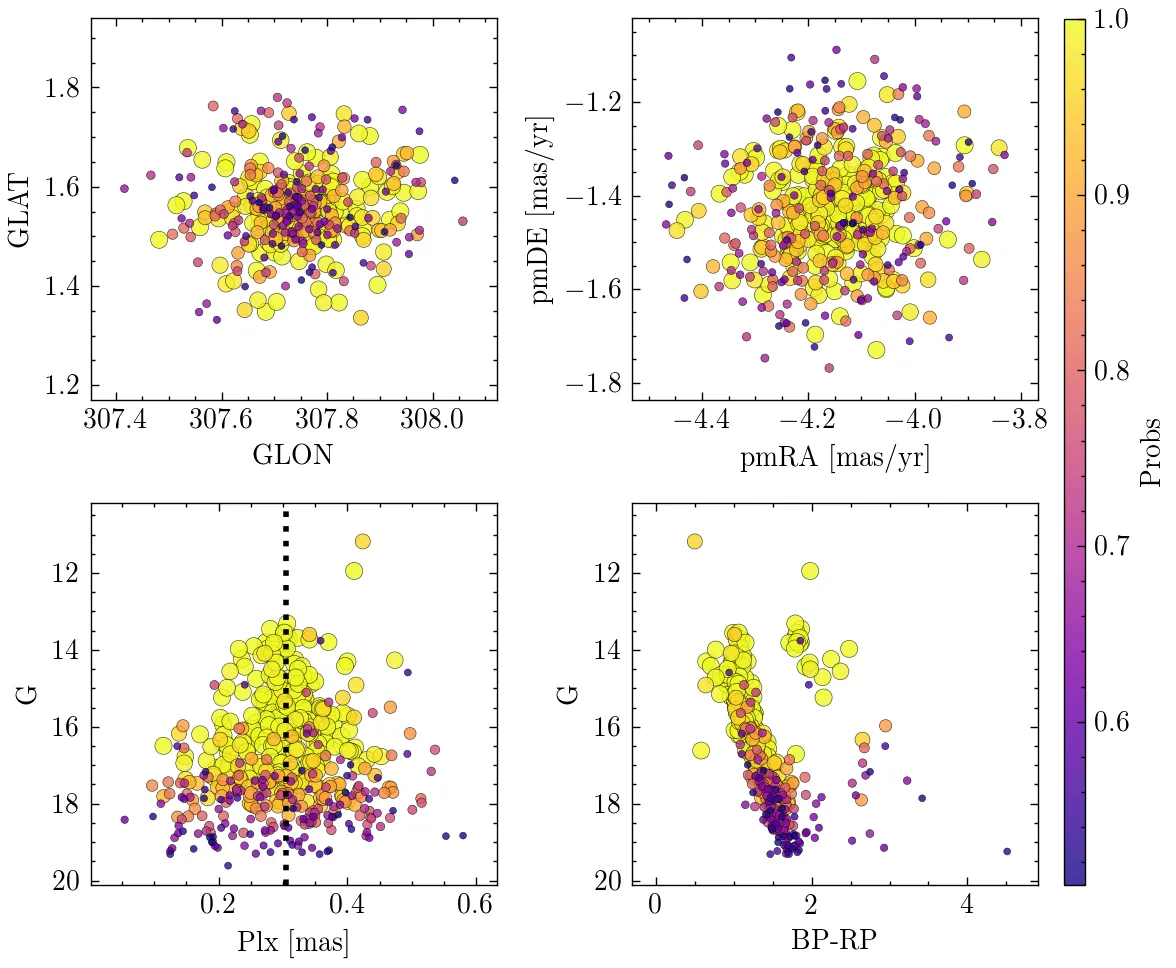 1.8
1.6
1.4
1.2
GLAT
307.4 307.6 307.8 308.0
GLON
−1.2
−1.4
−1.6
−1.8
pmDE [mas/yr]
−4.4 −4.2 −4.0 −3.8
pmRA [mas/yr]
1.0
0.9
0.8
0.7
0.6
Probs
12
14
16
18
20
G
0.2 0.4 0.6
Plx [mas]
12
14
16
18
20
G
0 2 4
BP-RP